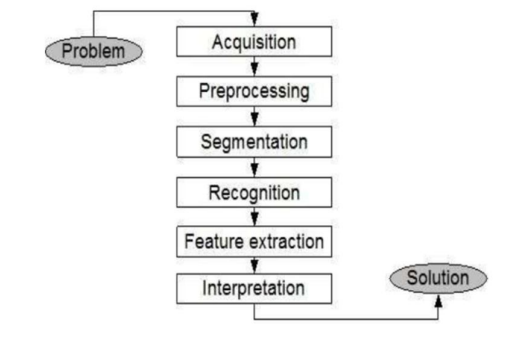 Problem
Acquisition
Preprocessing
Segmentation
Recognition
Feature extraction
Interpretation
Solution